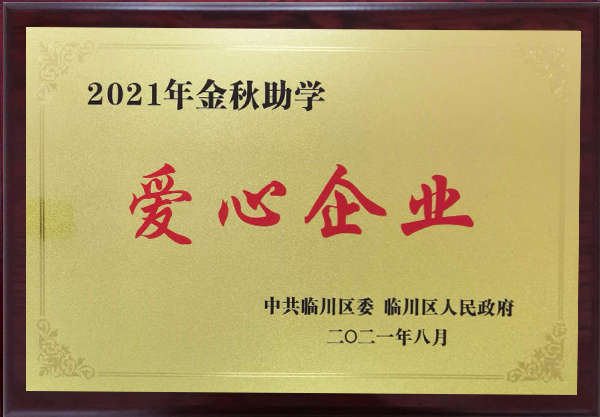 2021年金秋助学
爱心企业
中共临川区委 临川区人民政府
二〇二一年八月